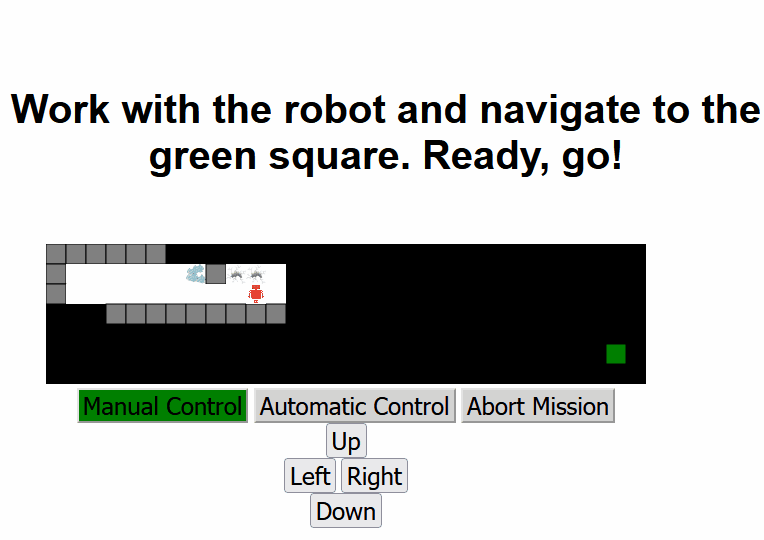 Work with the robot and navigate to the
green square. Ready, go!
Manual Control Automatic Control Abort Mission
Up
Left Right
Down